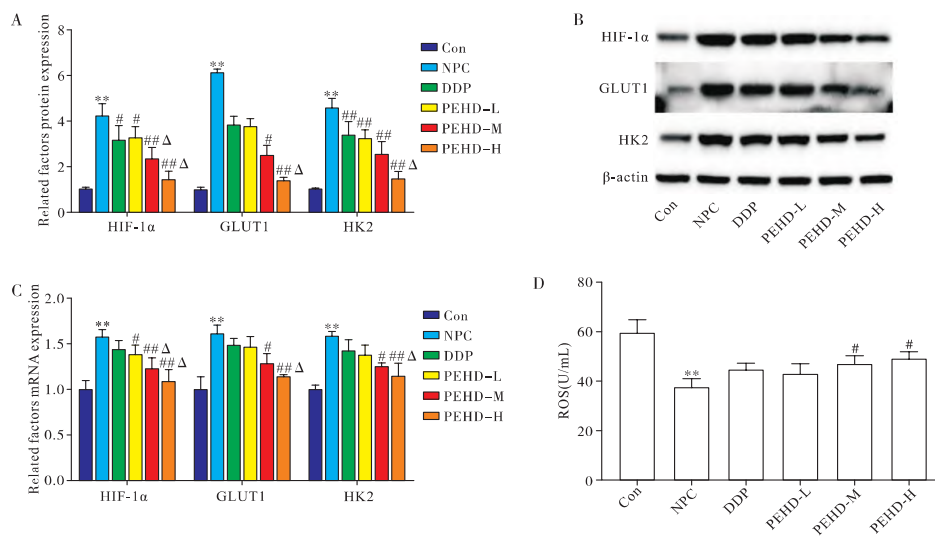 A
Related factors protein expression
8
6
4
2
0
** # # ## Δ ## Δ
** # ## Δ
** ## ## ## ## Δ
HIF-1α GLUT1 HK2
Con
NPC
DDP
PEHD-L
PEHD-M
PEHD-H
B
HIF-1α
GLUT1
HK2
β-actin
Con NPC DDP PEHD-L PEHD-M PEHD-H
C
Related factors mRNA expression
2.0
1.5
1.0
0.5
0.0
** # ## Δ ## Δ
** # ## Δ
** # ## Δ
HIF-1α GLUT1 HK2
Con
NPC
DDP
PEHD-L
PEHD-M
PEHD-H
D
ROS(U/mL)
80
60
40
20
0
** # #
Con NPC DDP PEHD-L PEHD-M PEHD-H